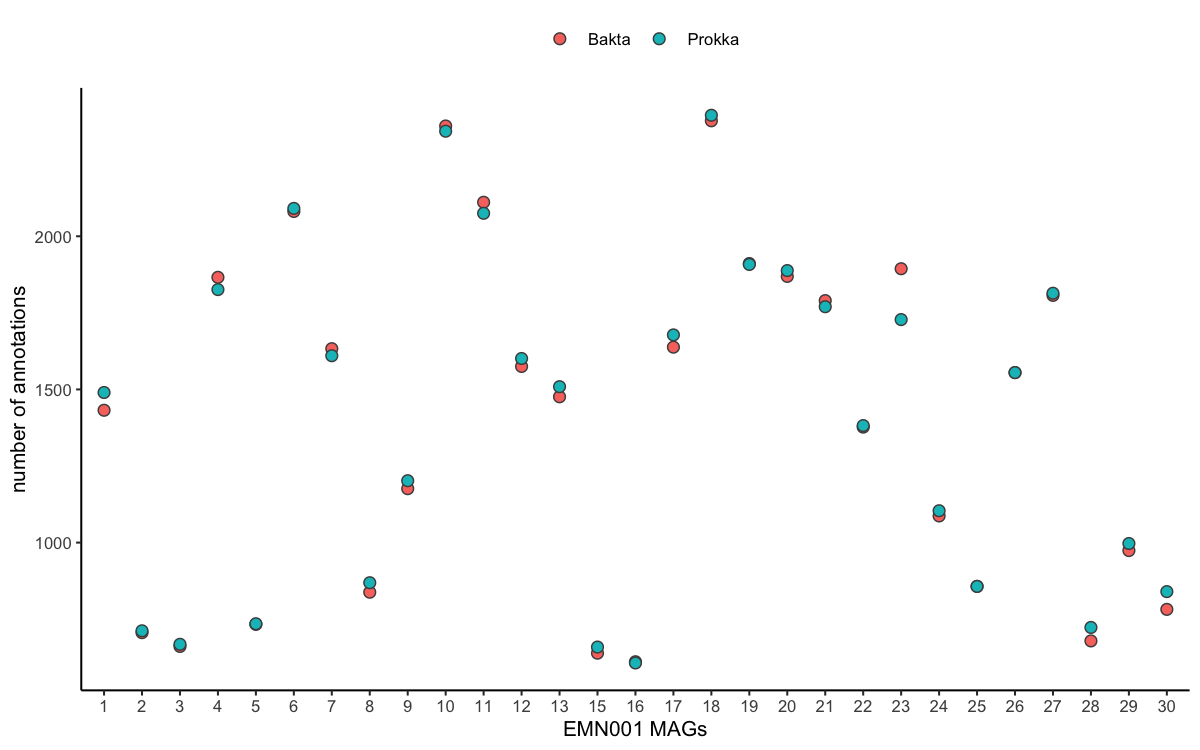 Bakta Prokka
number of annotations
2000
1500
1000
1 2 3 4 5 6 7 8 9 10 11 12 13 15 16 17 18 19 20 21 22 23 24 25 26 27 28 29 30
EMN001 MAGs